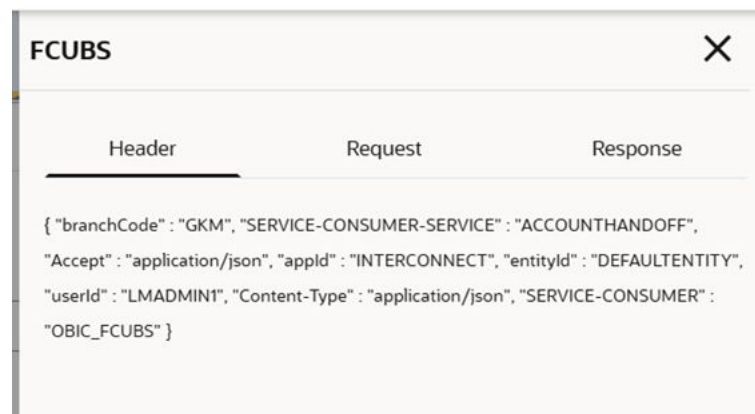 FCUBS
Header Request Response
{ "branchCode" : "GKM", "SERVICE-CONSUMER-SERVICE" : "ACCOUNTHANDOFF",
"Accept" : "application/json", "appId" : "INTERCONNECT", "entityId" : "DEFAULTENTITY",
"userId" : "LMADMIN1", "Content-Type" : "application/json", "SERVICE-CONSUMER" :
"OBIC_FCUBS" }